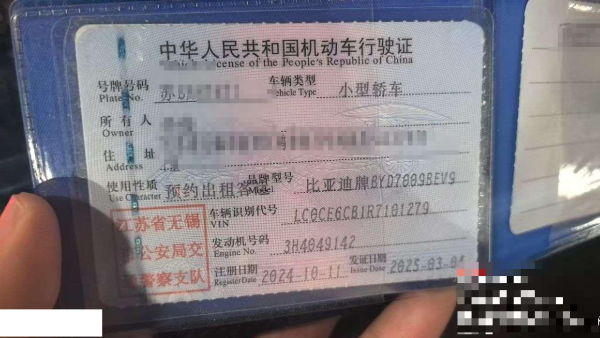 中华人民共和国机动车行驶证
Vehicle License of the People's Republic of China
号牌号码 苏 车辆类型 小型轿车
Plate No. Vehicle Type
所有人
Owner
住址
Address
使用性质 预约出租客 品牌型号 比亚迪牌BYD7009BEV9
Use Character Model
江苏省无锡 车辆识别代号 LC0CE6CB1R7101279
VIN
公安局交 发动机号码 3H4049142
Engine No.
警察支队 注册日期 2024-10-11 发证日期 2025-03-04
Register Date Issue Date